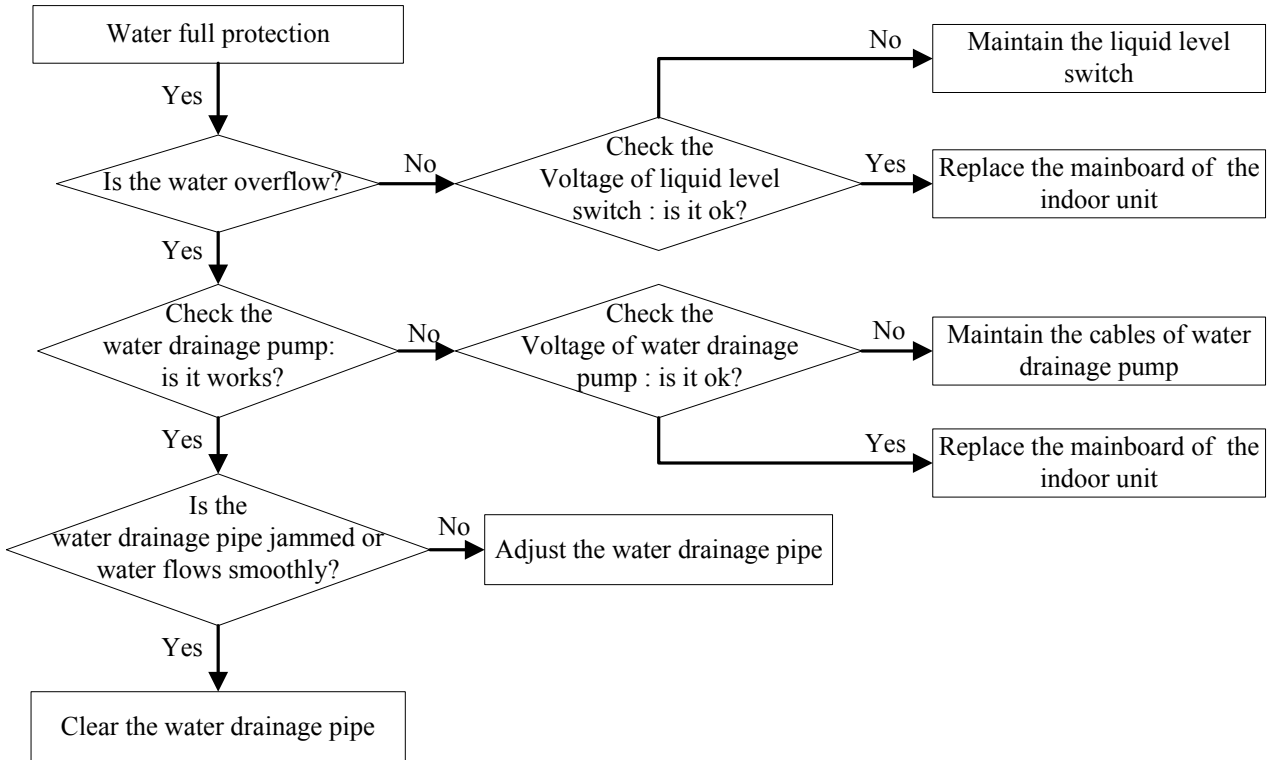 Water full protection
No
Maintain the liquid level
switch
Yes
Is the water overflow?
No
Check the
Voltage of liquid level
switch : is it ok?
Yes
Replace the mainboard of the
indoor unit
Yes
Check the
water drainage pump:
is it works?
No
Check the
Voltage of water drainage
pump : is it ok?
No
Maintain the cables of water
drainage pump
Yes
Replace the mainboard of the
indoor unit
Yes
Is the
water drainage pipe jammed or
water flows smoothly?
No
Adjust the water drainage pipe
Yes
Clear the water drainage pipe